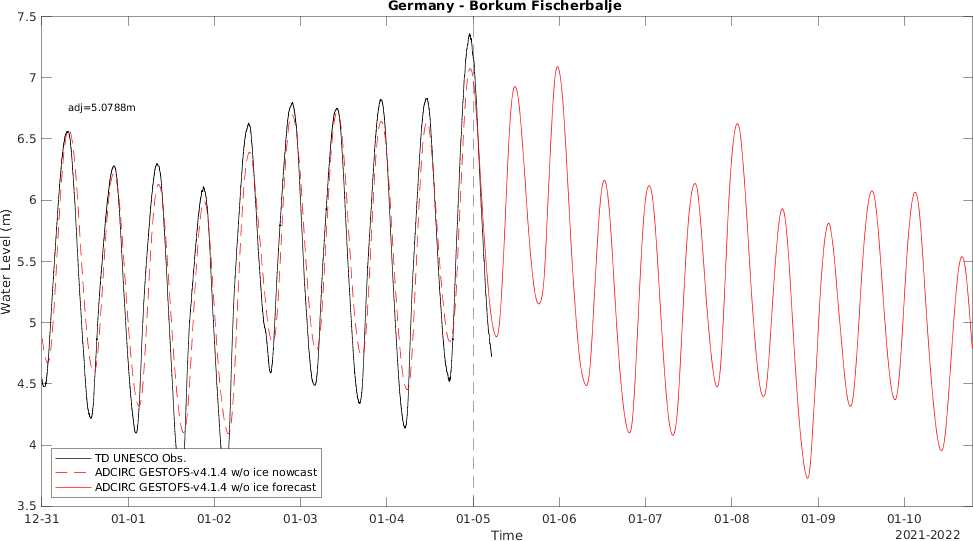 Germany - Borkum Fischerbalje
7.5
7
6.5
6
5.5
5
4.5
4
3.5
Water Level (m)
adj=5.0788m
TD UNESCO Obs.
ADCIRC GESTOFS-v4.1.4 w/o ice nowcast
ADCIRC GESTOFS-v4.1.4 w/o ice forecast
12-31 01-01 01-02 01-03 01-04 01-05 01-06 01-07 01-08 01-09 01-10
Time
2021-2022